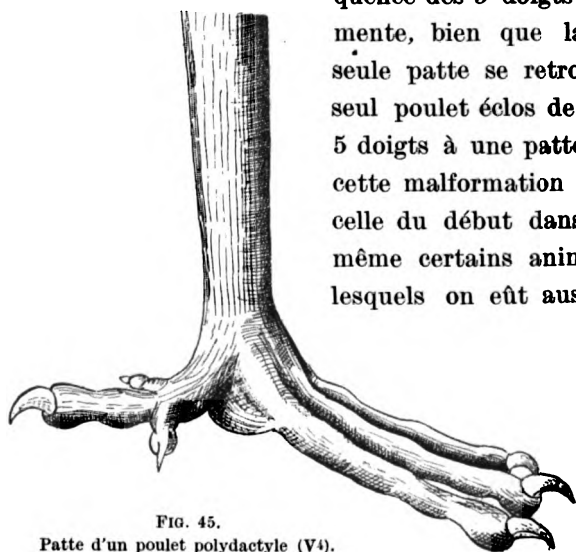 quence des 5 doigts
mente, bien que la
seule patte se retro
seul poulet éclos de
5 doigts à une patte
cette malformation
celle du début dans
même certains anim
lesquels on eût aus
FIG. 45.
Patte d'un poulet polydactyle (V4).